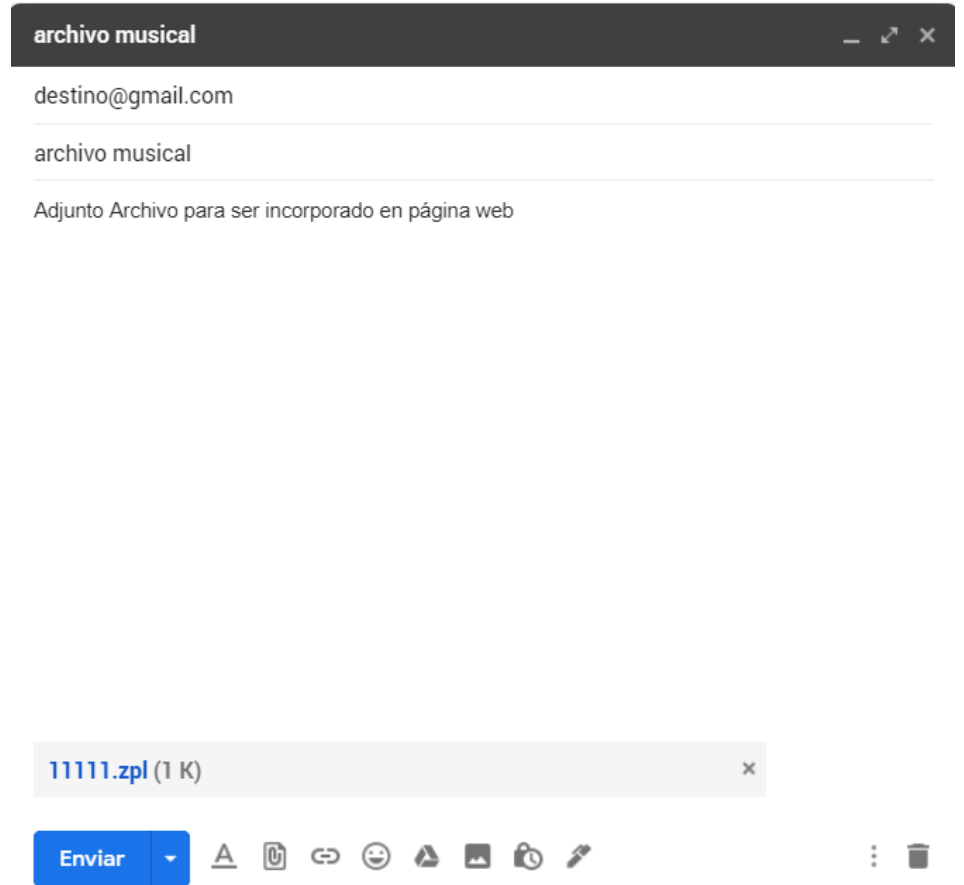 archivo musical
destino@gmail.com
archivo musical
Adjunto Archivo para ser incorporado en página web
11111.zpl (1 K)
Enviar